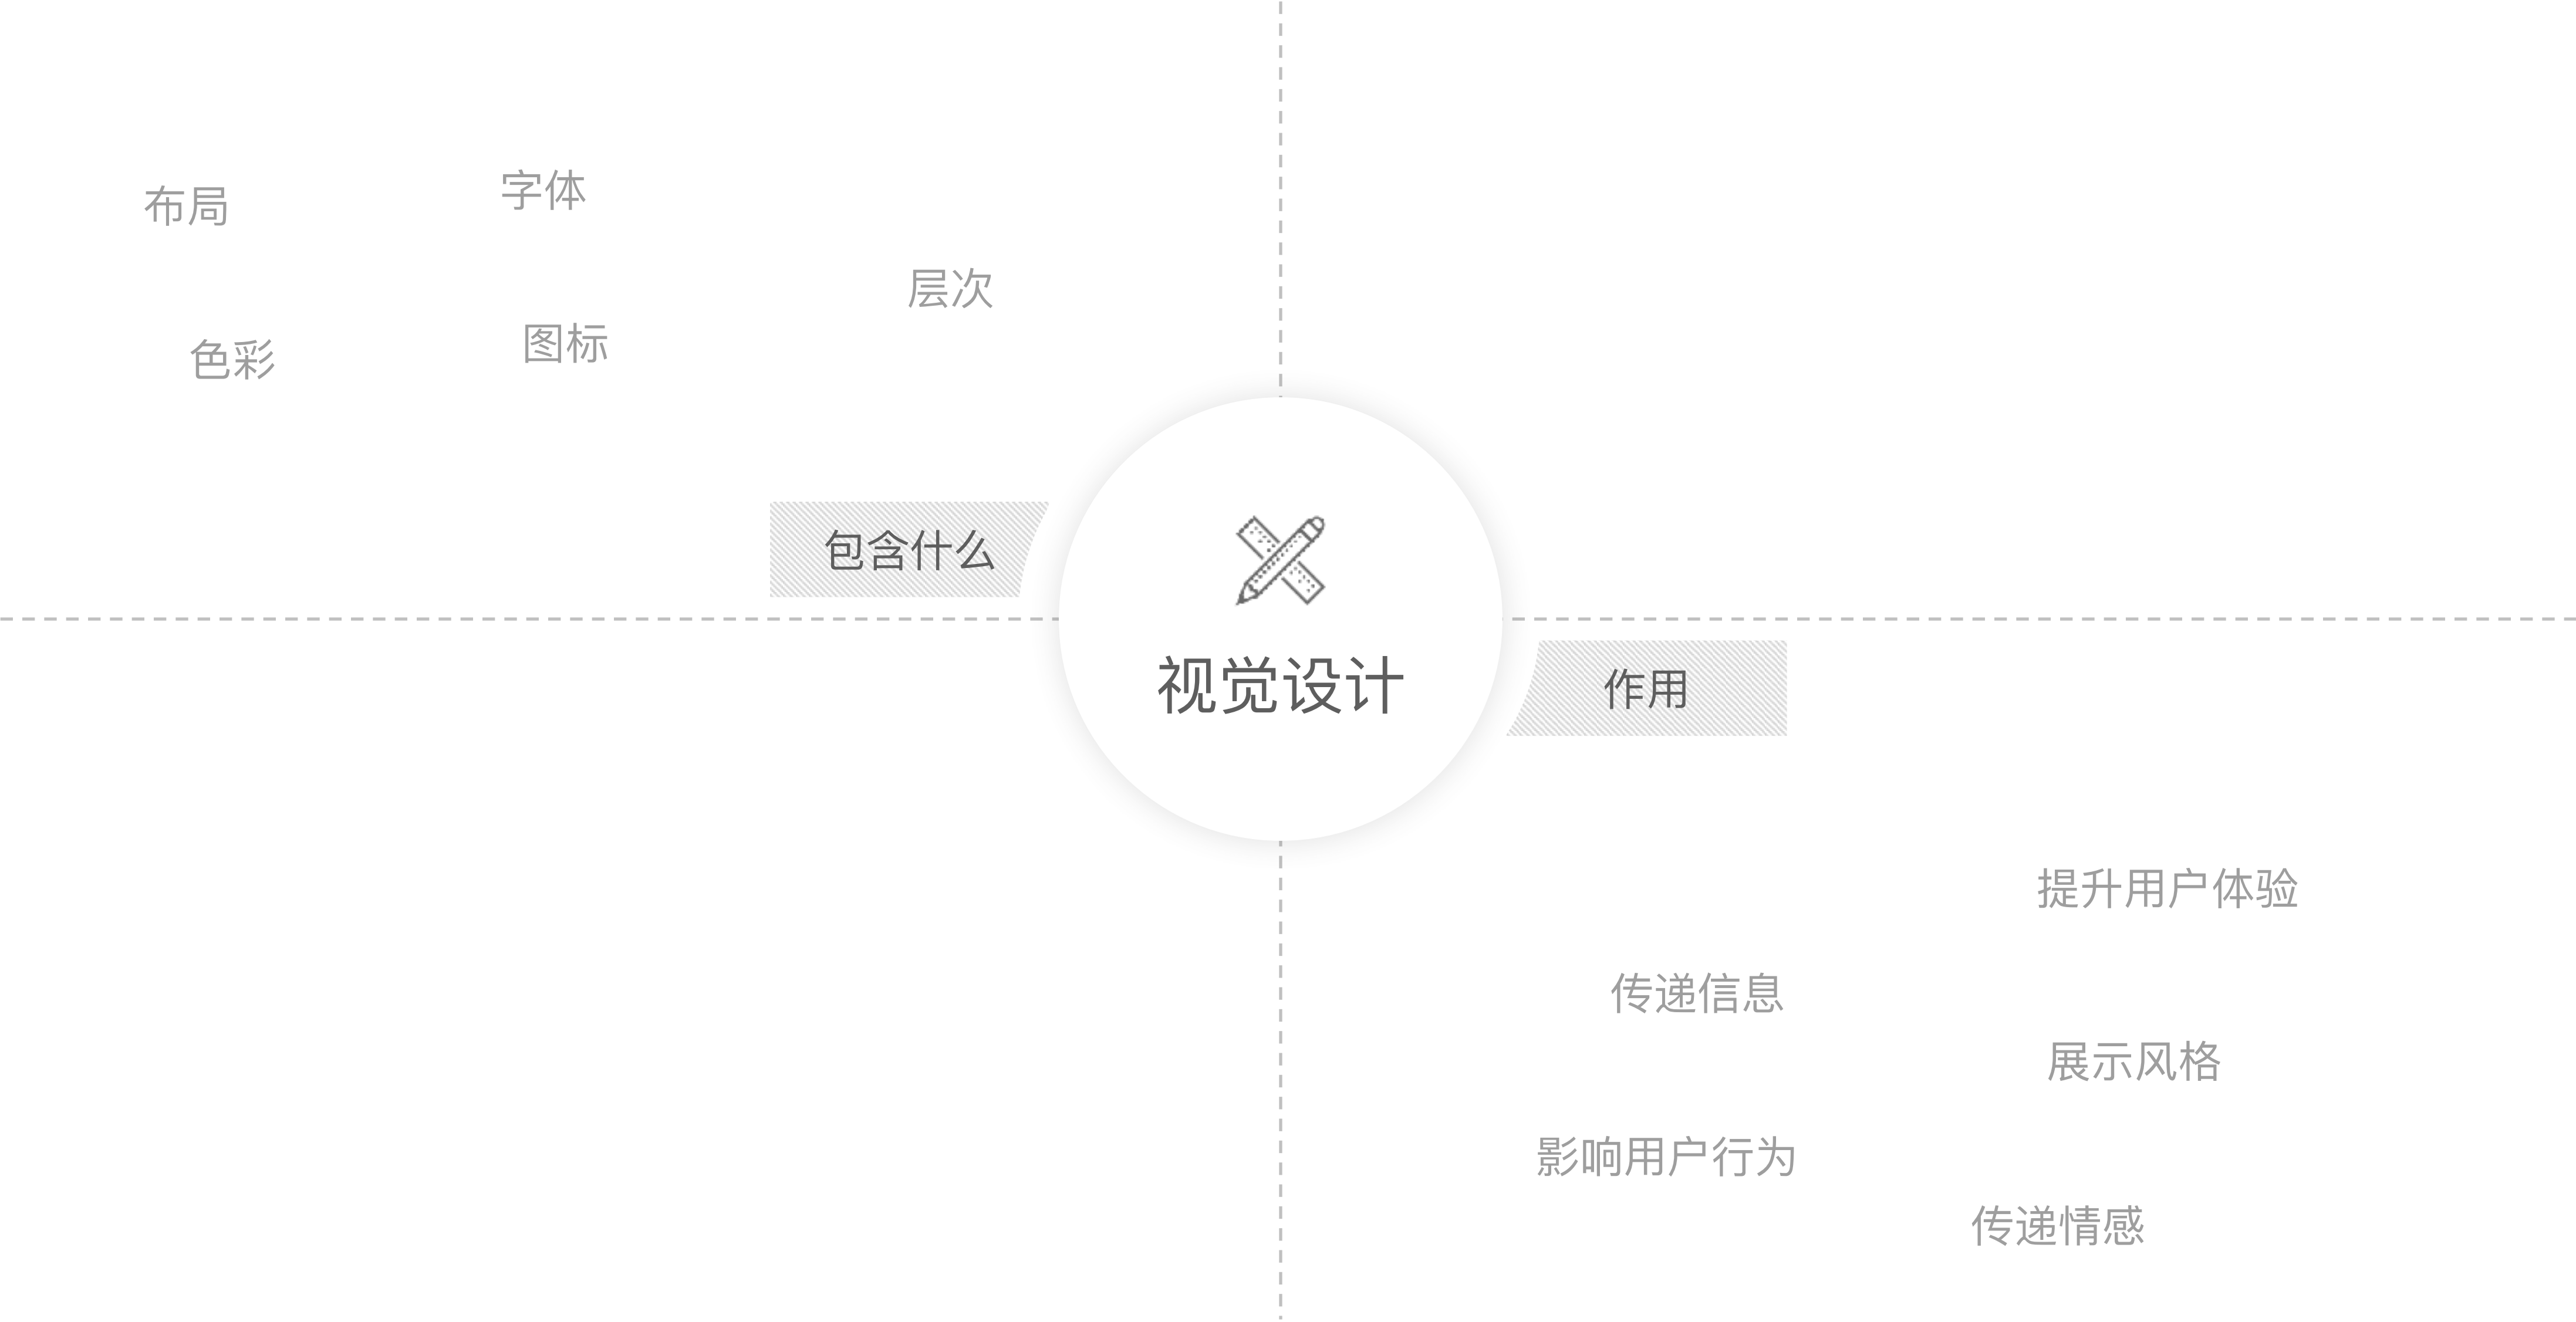 布局
字体
层次
色彩
图标
包含什么
视觉设计
作用
提升用户体验
传递信息
展示风格
影响用户行为
传递情感